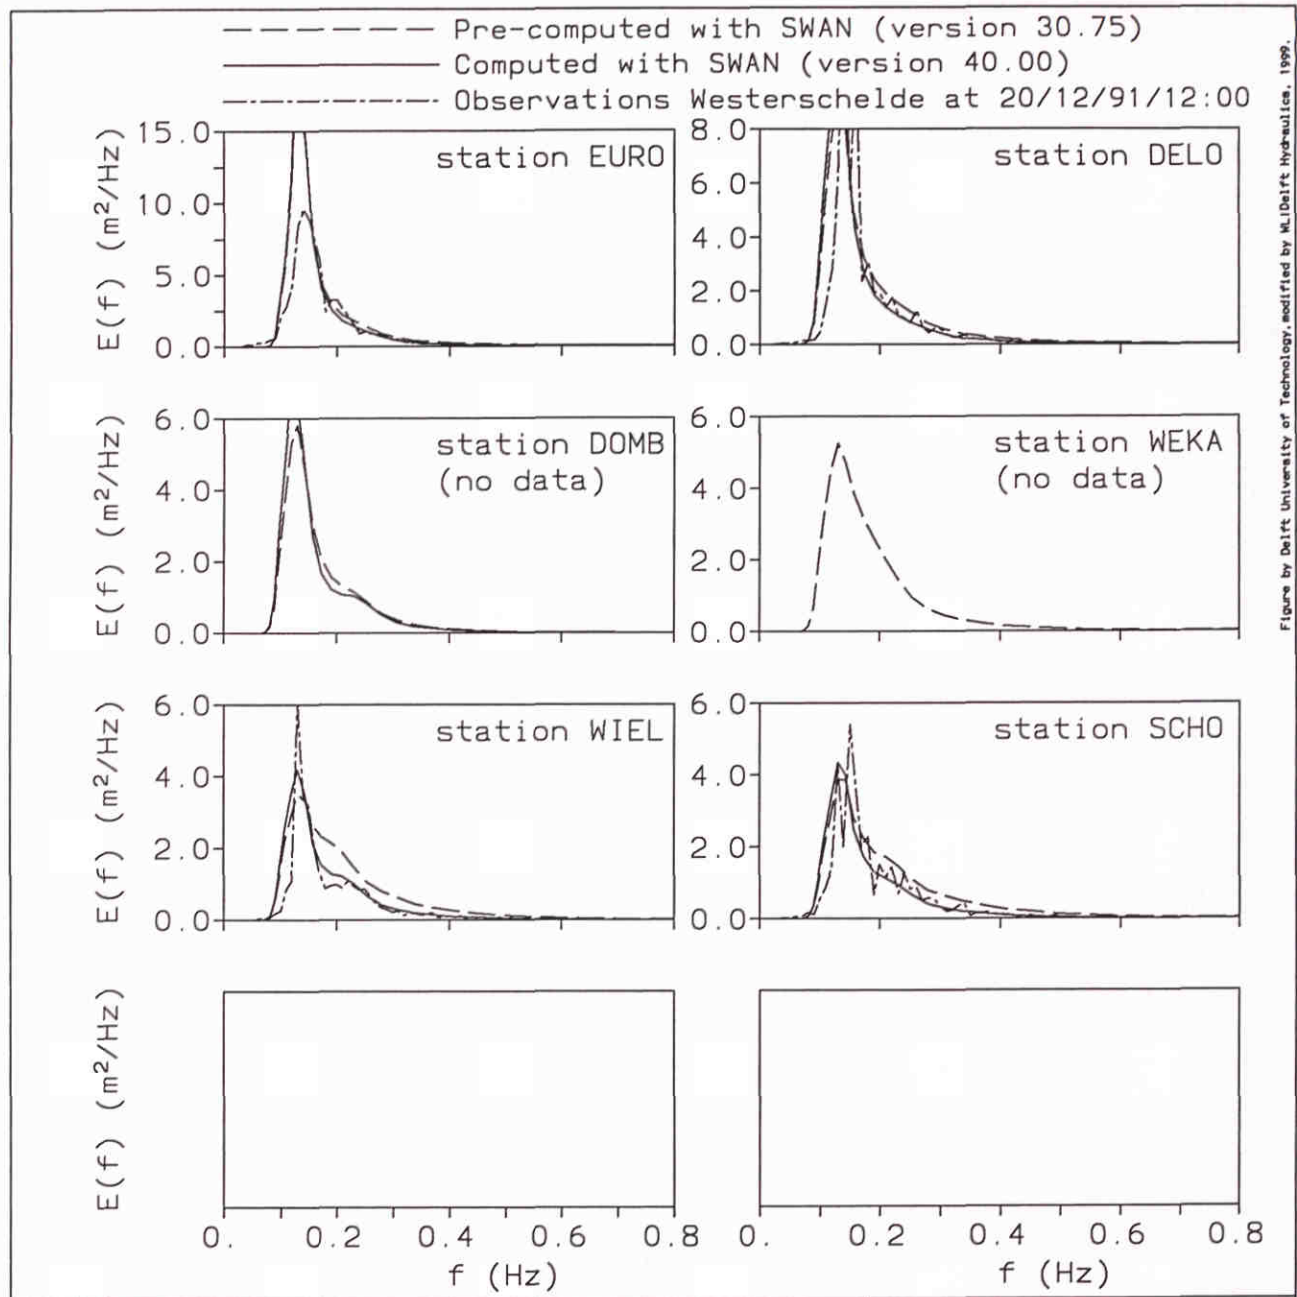 Pre-computed with SWAN (version 30.75)
Computed with SWAN (version 40.00)
Observations Westerschelde at 20/12/91/12:00
E(f) (m²/Hz)
15.0
10.0
5.0
0.0
station EURO
8.0
6.0
4.0
2.0
0.0
station DELO
E(f) (m²/Hz)
6.0
4.0
2.0
0.0
station DOMB
(no data)
6.0
4.0
2.0
0.0
station WEKA
(no data)
E(f) (m²/Hz)
6.0
4.0
2.0
0.0
station WIEL
6.0
4.0
2.0
0.0
station SCHO
E(f) (m²/Hz)
0. 0.2 0.4 0.6 0.8
f (Hz)
0. 0.2 0.4 0.6 0.8
f (Hz)
Figure by Delft University of Technology, modified by WL|Delft Hydraulics, 1999.